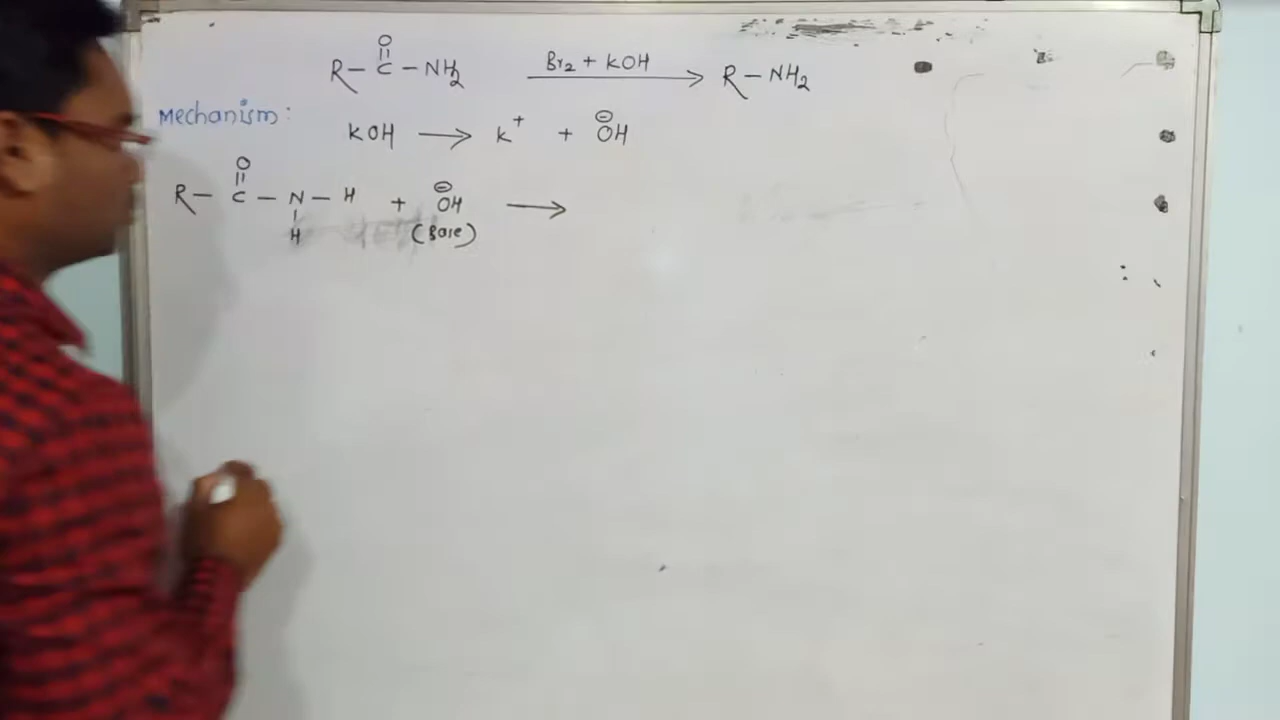 O
||
R – C – NH₂ Br₂ + KOH ⟶ R – NH₂
Mechanism:
KOH ⟶ K⁺ + ⊖OH
O
||
R – C – N – H + ⊖OH ⟶
|
H (Base)